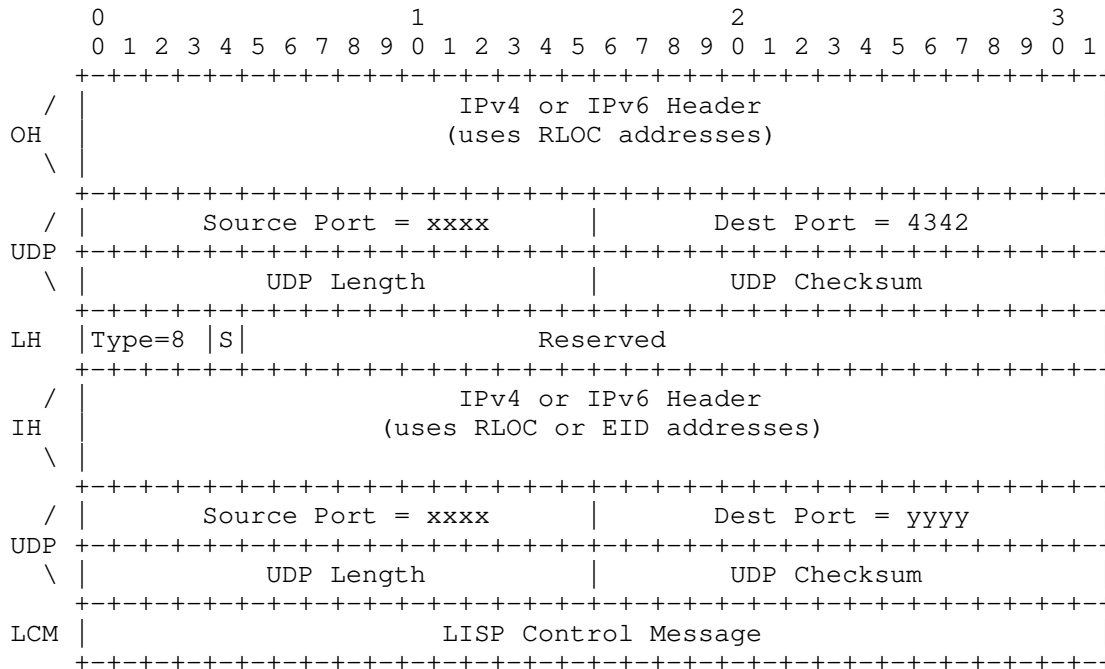 0                   1                   2                   3
        0 1 2 3 4 5 6 7 8 9 0 1 2 3 4 5 6 7 8 9 0 1 2 3 4 5 6 7 8 9 0 1
       +-+-+-+-+-+-+-+-+-+-+-+-+-+-+-+-+-+-+-+-+-+-+-+-+-+-+-+-+-+-+-+--
     / |                       IPv4 or IPv6 Header
   OH  |                      (uses RLOC addresses)
     \ |
       +-+-+-+-+-+-+-+-+-+-+-+-+-+-+-+-+-+-+-+-+-+-+-+-+-+-+-+-+-+-+-+--
     / |       Source Port = xxxx      |       Dest Port = 4342
   UDP +-+-+-+-+-+-+-+-+-+-+-+-+-+-+-+-+-+-+-+-+-+-+-+-+-+-+-+-+-+-+-+--
     \ |           UDP Length          |        UDP Checksum
       +-+-+-+-+-+-+-+-+-+-+-+-+-+-+-+-+-+-+-+-+-+-+-+-+-+-+-+-+-+-+-+--
   LH  |Type=8 |S|                  Reserved
       +-+-+-+-+-+-+-+-+-+-+-+-+-+-+-+-+-+-+-+-+-+-+-+-+-+-+-+-+-+-+-+--
     / |                       IPv4 or IPv6 Header
   IH  |                  (uses RLOC or EID addresses)
     \ |
       +-+-+-+-+-+-+-+-+-+-+-+-+-+-+-+-+-+-+-+-+-+-+-+-+-+-+-+-+-+-+-+--
     / |       Source Port = xxxx      |       Dest Port = yyyy
   UDP +-+-+-+-+-+-+-+-+-+-+-+-+-+-+-+-+-+-+-+-+-+-+-+-+-+-+-+-+-+-+-+--
     \ |           UDP Length          |        UDP Checksum
       +-+-+-+-+-+-+-+-+-+-+-+-+-+-+-+-+-+-+-+-+-+-+-+-+-+-+-+-+-+-+-+--
   LCM |                      LISP Control Message
       +-+-+-+-+-+-+-+-+-+-+-+-+-+-+-+-+-+-+-+-+-+-+-+-+-+-+-+-+-+-+-+--